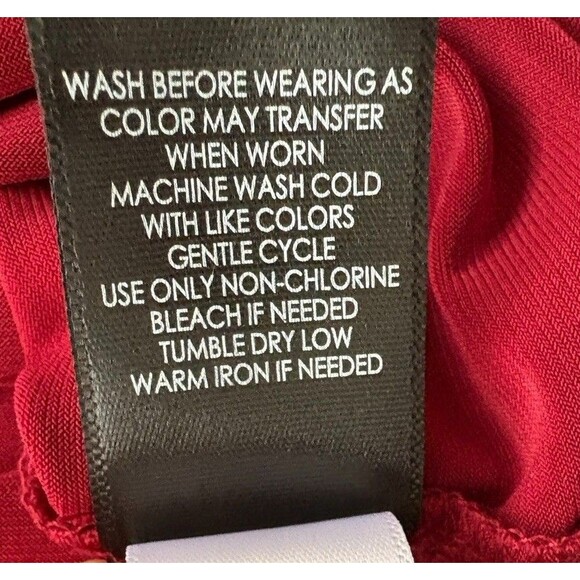 WASH BEFORE WEARING AS
COLOR MAY TRANSFER
WHEN WORN
MACHINE WASH COLD
WITH LIKE COLORS
GENTLE CYCLE
USE ONLY NON-CHLORINE
BLEACH IF NEEDED
TUMBLE DRY LOW
WARM IRON IF NEEDED